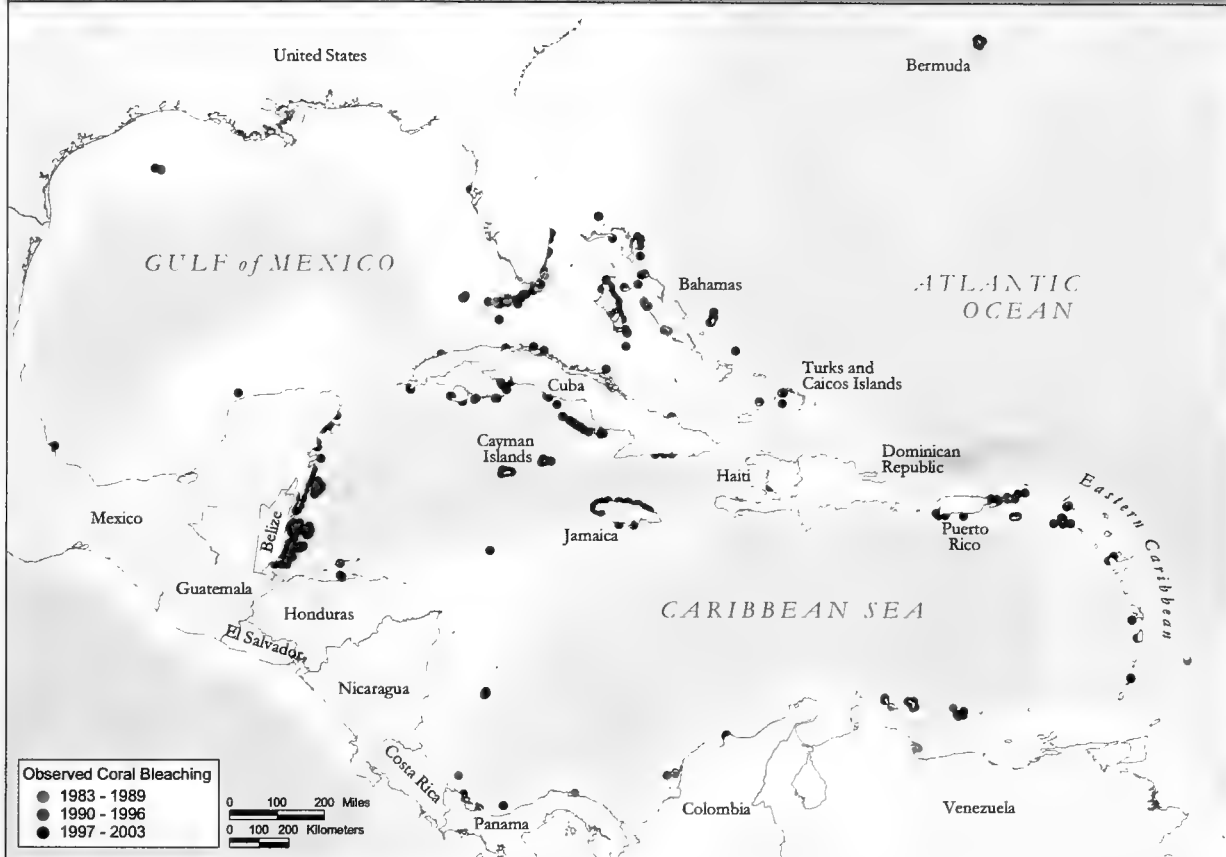 United States
Bermuda
GULF of MEXICO
Bahamas
ATLANTIC
OCEAN
Turks and
Caicos Islands
Cuba
Cayman
Islands
Dominican
Republic
Haiti
Mexico
Belize
Jamaica
Puerto
Rico
Eastern Caribbean
Guatemala
Honduras
CARIBBEAN SEA
El Salvador
Nicaragua
Costa Rica
Panama
Colombia
Venezuela
Observed Coral Bleaching
1983 - 1989
1990 - 1996
1997 - 2003
0 100 200 Miles
0 100 200 Kilometers